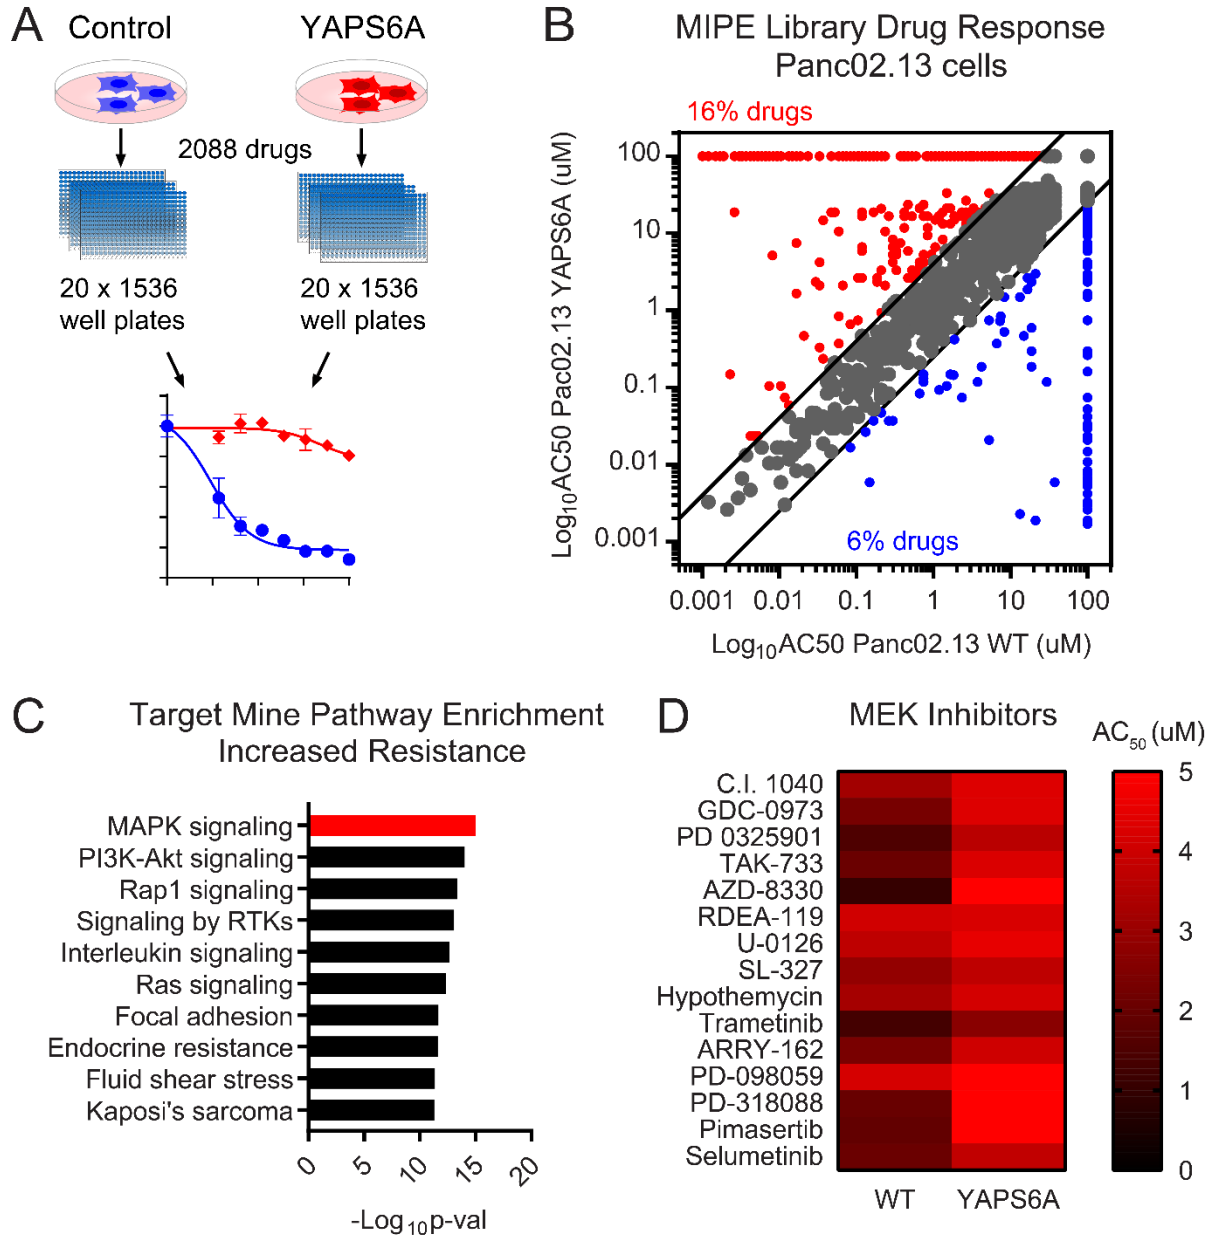 A
Control
YAPS6A
2088 drugs
20 x 1536
well plates
20 x 1536
well plates
B
MIPE Library Drug Response
Panc02.13 cells
16% drugs
Log10AC50 Pac02.13 YAPS6A (uM)
100
10
1
0.1
0.01
0.001
6% drugs
0.001
0.01
0.1
1
10
100
Log10AC50 Panc02.13 WT (uM)
C
Target Mine Pathway Enrichment
Increased Resistance
MAPK signaling
PI3K-Akt signaling
Rap1 signaling
Signaling by RTKs
Interleukin signaling
Ras signaling
Focal adhesion
Endocrine resistance
Fluid shear stress
Kaposi's sarcoma
0
5
10
15
20
-Log10p-val
D
MEK Inhibitors
AC50 (uM)
C.I. 1040
GDC-0973
PD 0325901
TAK-733
AZD-8330
RDEA-119
U-0126
SL-327
Hypothemycin
Trametinib
ARRY-162
PD-098059
PD-318088
Pimasertib
Selumetinib
WT
YAPS6A
5
4
3
2
1
0